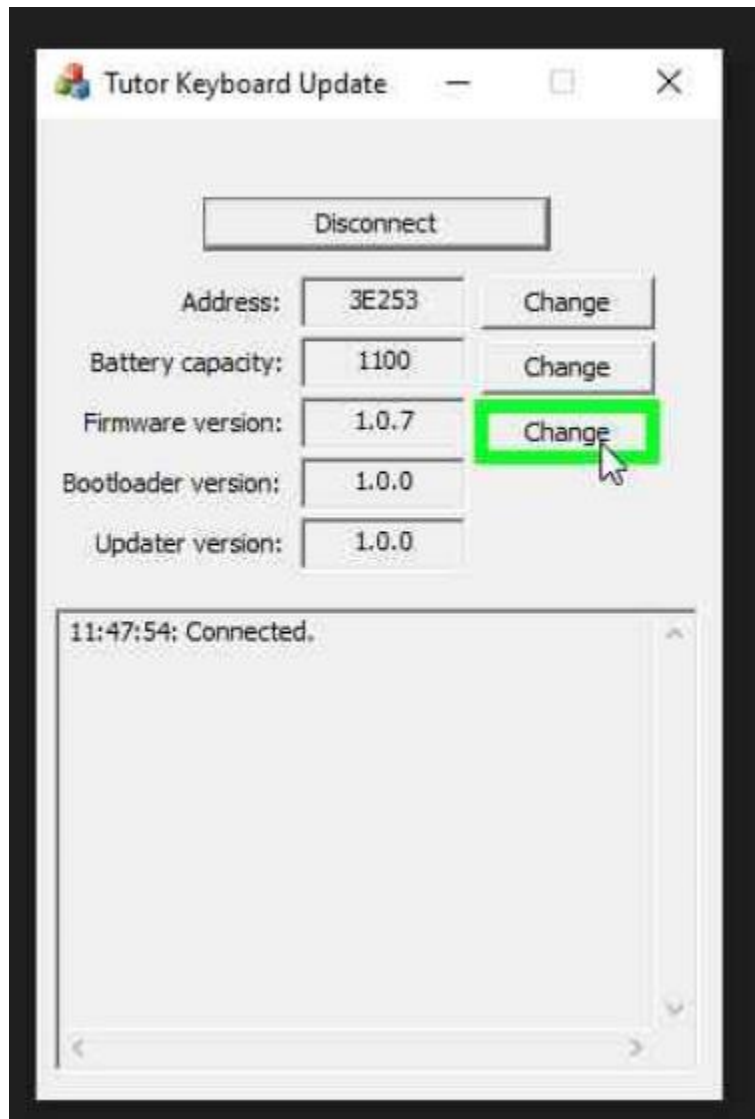 Tutor Keyboard Update
Disconnect
Address: 3E253 Change
Battery capacity: 1100 Change
Firmware version: 1.0.7 Change
Bootloader version: 1.0.0
Updater version: 1.0.0
11:47:54: Connected.